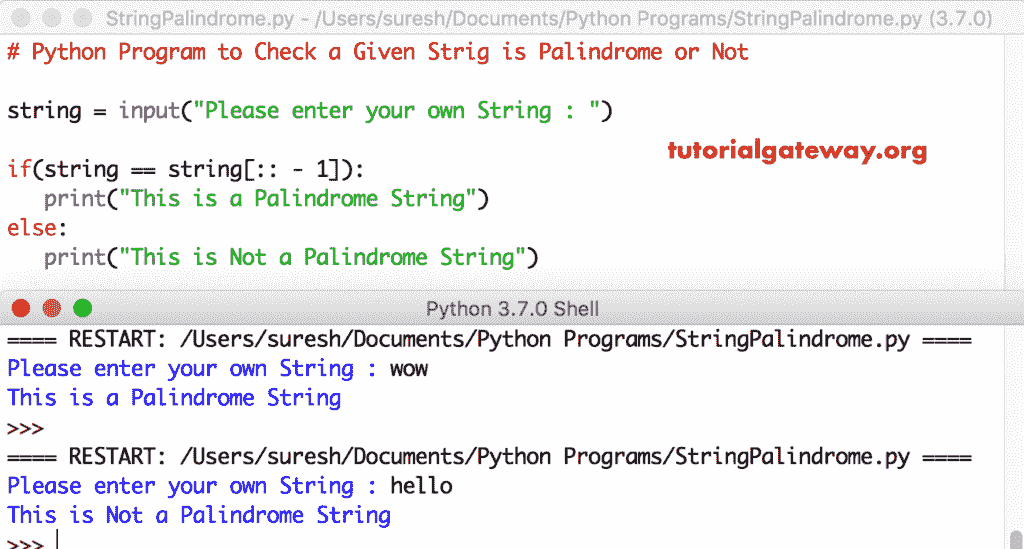 StringPalindrome.py - /Users/suresh/Documents/Python Programs/StringPalindrome.py (3.7.0)
# Python Program to Check a Given Strig is Palindrome or Not
string = input("Please enter your own String : ")
tutorialgateway.org
if(string == string[:: - 1]):
   print("This is a Palindrome String")
else:
   print("This is Not a Palindrome String")
Python 3.7.0 Shell
==== RESTART: /Users/suresh/Documents/Python Programs/StringPalindrome.py ====
Please enter your own String : wow
This is a Palindrome String
>>>
==== RESTART: /Users/suresh/Documents/Python Programs/StringPalindrome.py ====
Please enter your own String : hello
This is Not a Palindrome String
>>>